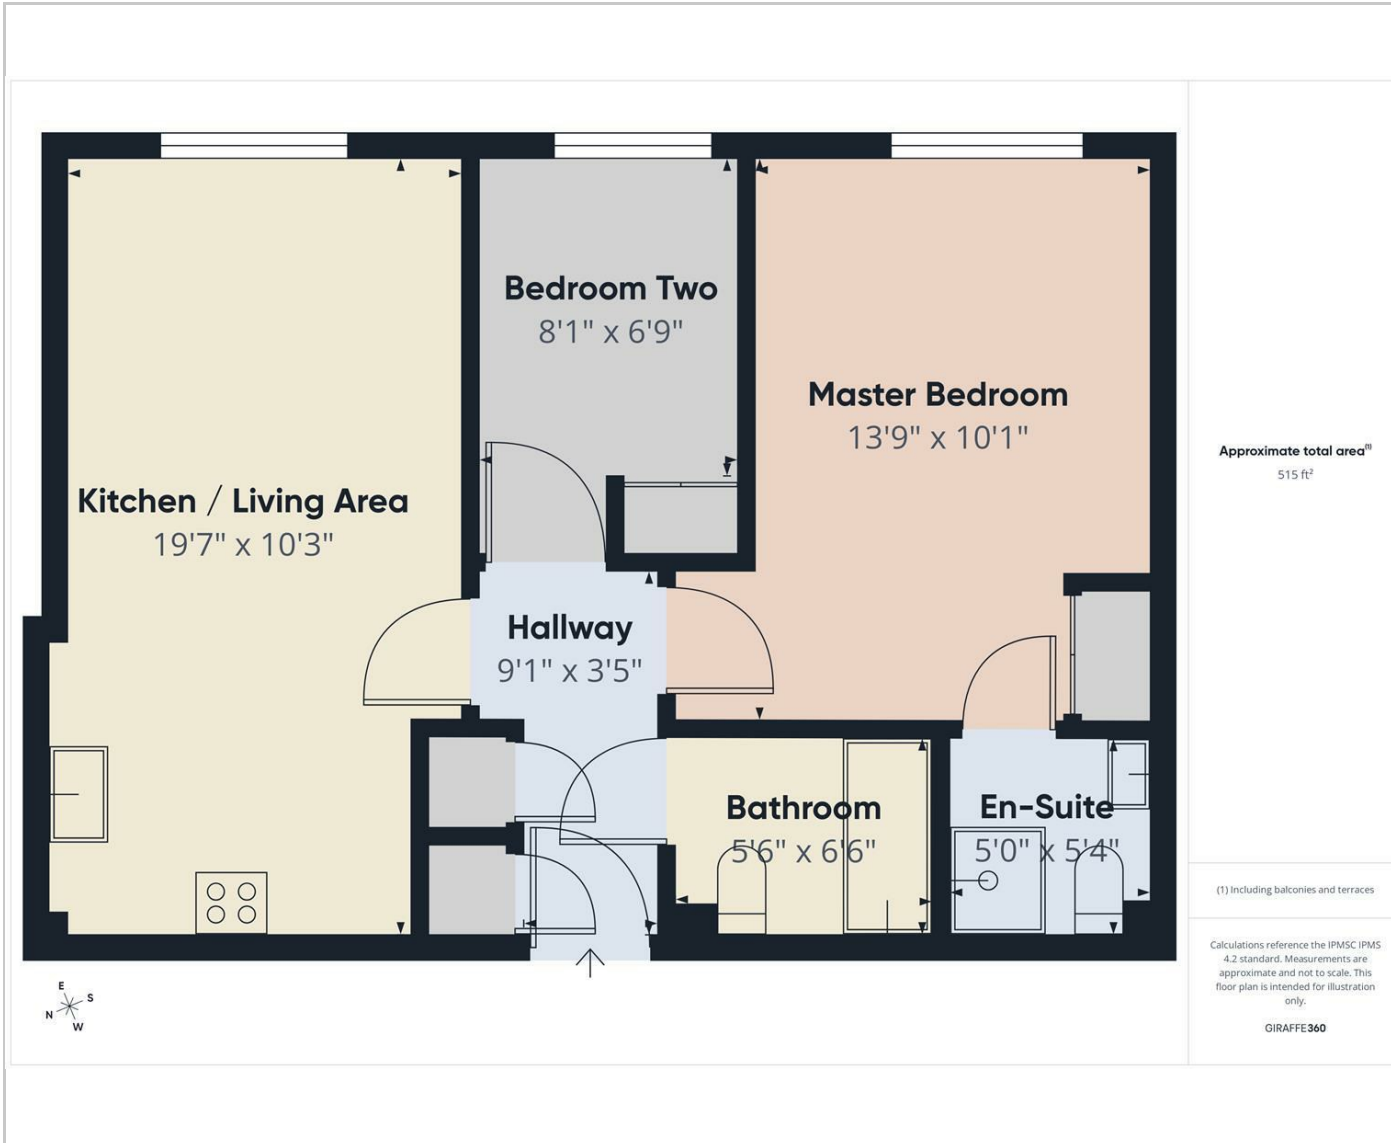 Bedroom Two
8'1" x 6'9"
Master Bedroom
13'9" x 10'1"
Kitchen / Living Area
19'7" x 10'3"
Hallway
9'1" x 3'5"
Bathroom
5'6" x 6'6"
En-Suite
5'0" x 5'4"
E
S
N
W
Approximate total area(1)
515 ft²
(1) Including balconies and terraces
Calculations reference the IPMSC IPMS
4.2 standard. Measurements are
approximate and not to scale. This
floor plan is intended for illustration
only.
GIRAFFE360